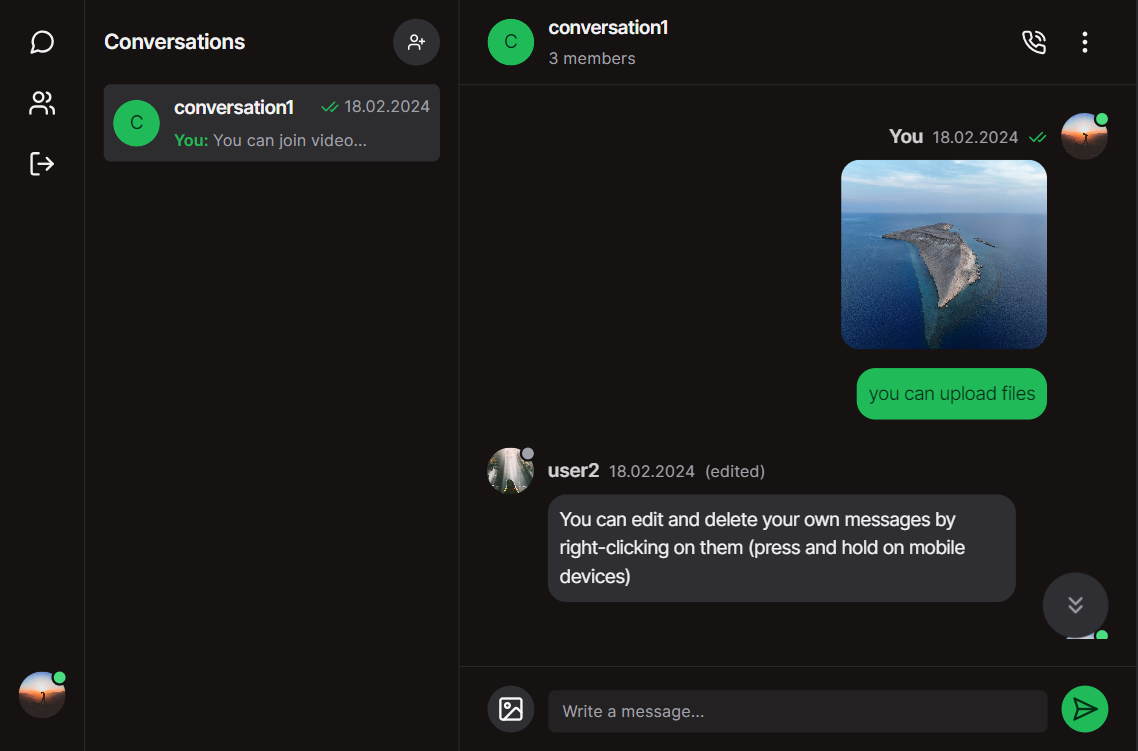 Conversations
C
conversation1
18.02.2024
You: You can join video...
C
conversation1
3 members
You 18.02.2024
you can upload files
user2 18.02.2024 (edited)
You can edit and delete your own messages by
right-clicking on them (press and hold on mobile
devices)
Write a message...